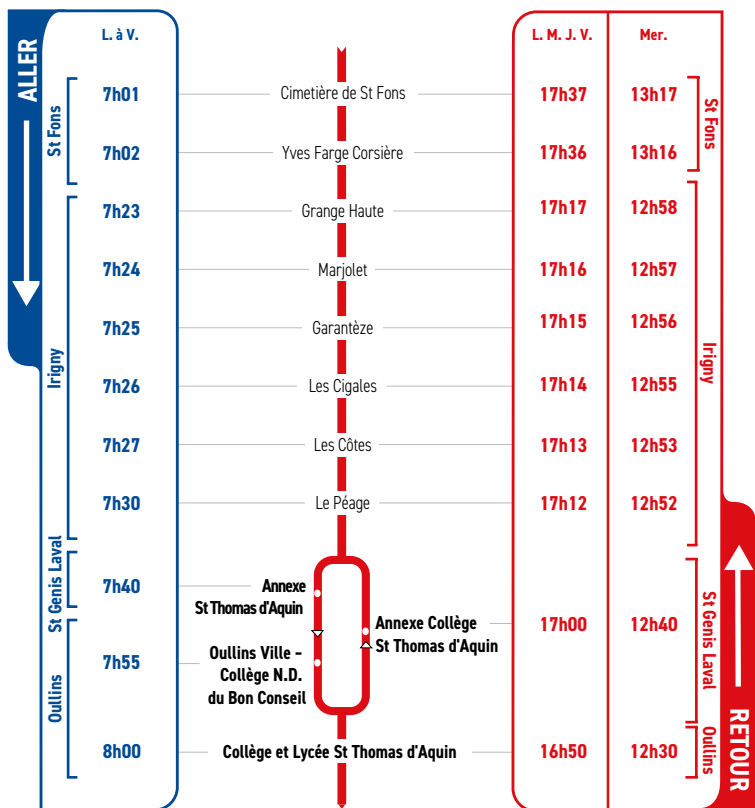 ALLER
L. à V.
L. M. J. V. Mer.
St Fons
7h01 Cimetière de St Fons 17h37 13h17
St Fons
7h02 Yves Farge Corsière 17h36 13h16
7h23 Grange Haute 17h17 12h58
7h24 Marjolet 17h16 12h57
7h25 Garantèze 17h15 12h56
Irigny
Irigny
7h26 Les Cigales 17h14 12h55
7h27 Les Côtes 17h13 12h53
7h30 Le Péage 17h12 12h52
St Genis Laval
7h40 Annexe
St Thomas d'Aquin
Annexe Collège
St Thomas d'Aquin
17h00 12h40
St Genis Laval
Oullins
7h55 Oullins Ville –
Collège N.D.
du Bon Conseil
8h00 Collège et Lycée St Thomas d'Aquin 16h50 12h30
Oullins
RETOUR